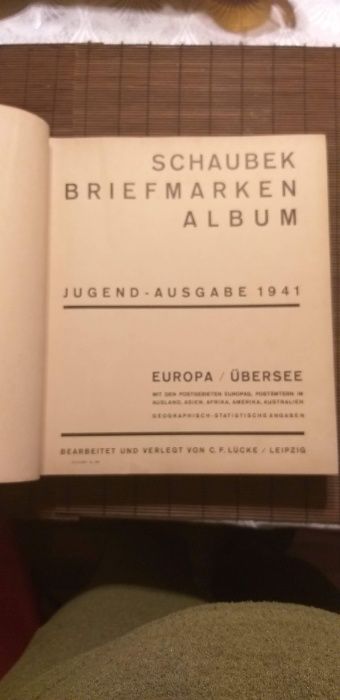 SCHAUBEK
BRIEFMARKEN
ALBUM
JUGEND - AUSGABE 1941
EUROPA / ÜBERSEE
MIT DEN POSTGEBIETEN EUROPAS, POSTÄMTERN IM
AUSLAND, ASIEN, AFRIKA, AMERIKA, AUSTRALIEN
GEOGRAPHISCH-STATISTISCHE ANGABEN
BEARBEITET UND VERLEGT VON C. F. LÜCKE / LEIPZIG